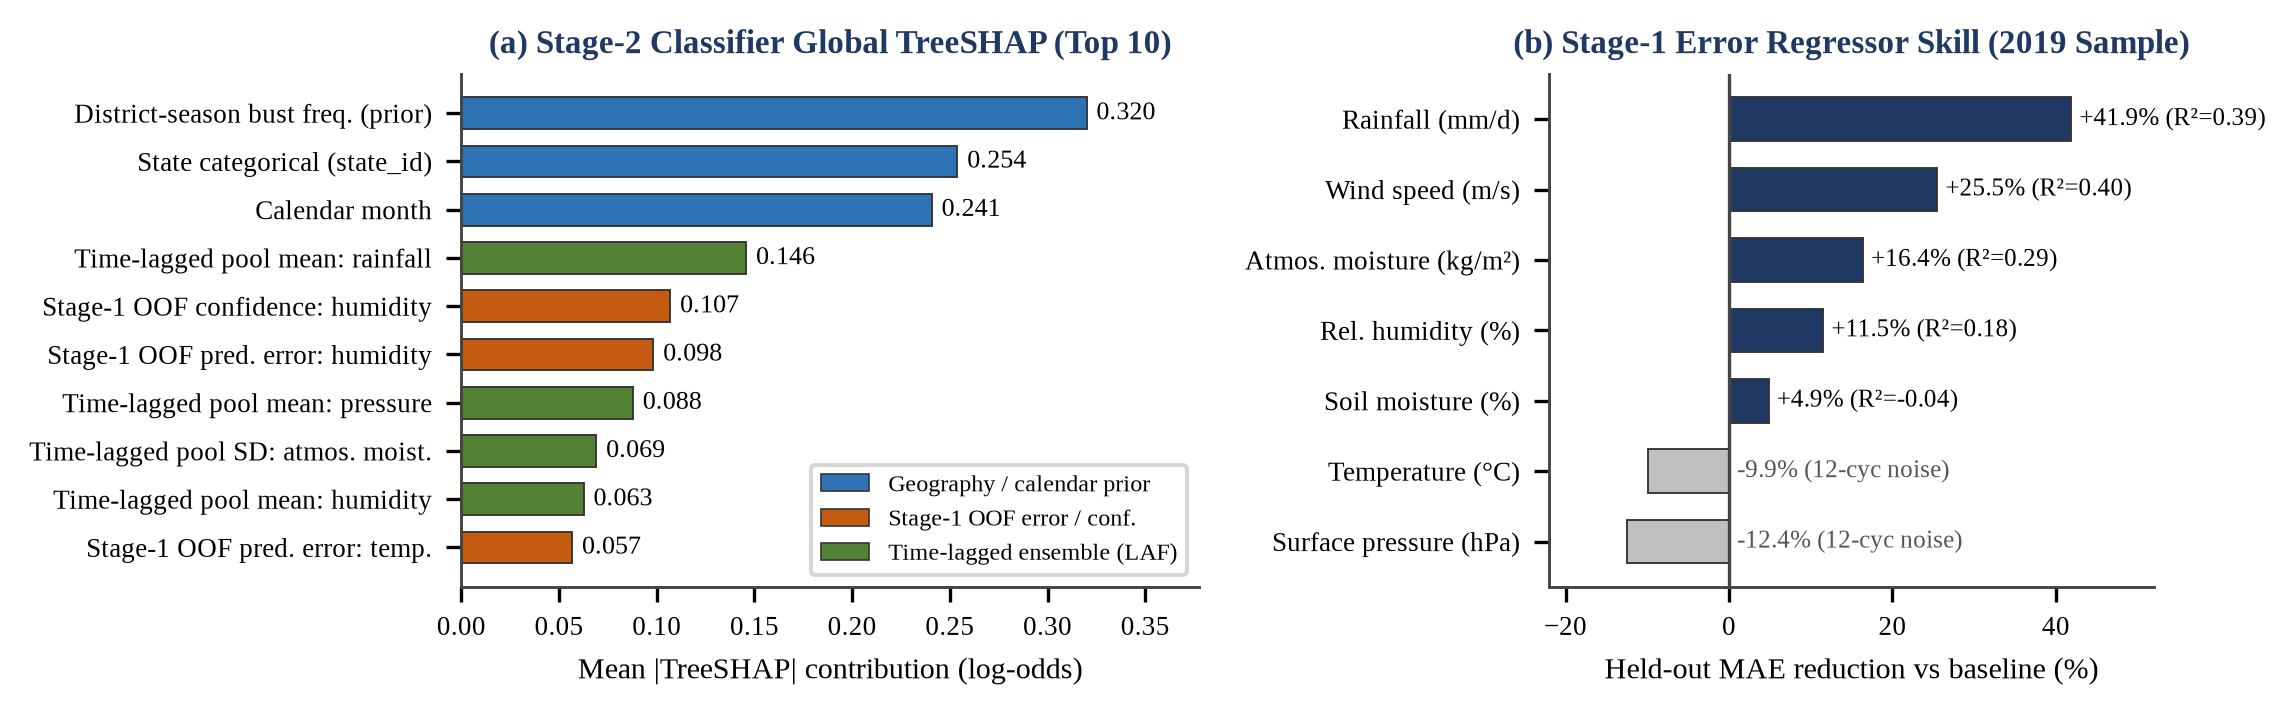 (a) Stage-2 Classifier Global TreeSHAP (Top 10)
District-season bust freq. (prior) 0.320
State categorical (state_id) 0.254
Calendar month 0.241
Time-lagged pool mean: rainfall 0.146
Stage-1 OOF confidence: humidity 0.107
Stage-1 OOF pred. error: humidity 0.098
Time-lagged pool mean: pressure 0.088
Time-lagged pool SD: atmos. moist. 0.069
Time-lagged pool mean: humidity 0.063
Stage-1 OOF pred. error: temp. 0.057
Geography / calendar prior
Stage-1 OOF error / conf.
Time-lagged ensemble (LAF)
0.00 0.05 0.10 0.15 0.20 0.25 0.30 0.35
Mean |TreeSHAP| contribution (log-odds)
(b) Stage-1 Error Regressor Skill (2019 Sample)
Rainfall (mm/d) +41.9% (R²=0.39)
Wind speed (m/s) +25.5% (R²=0.40)
Atmos. moisture (kg/m²) +16.4% (R²=0.29)
Rel. humidity (%) +11.5% (R²=0.18)
Soil moisture (%) +4.9% (R²=-0.04)
Temperature (°C) -9.9% (12-cyc noise)
Surface pressure (hPa) -12.4% (12-cyc noise)
−20 0 20 40
Held-out MAE reduction vs baseline (%)